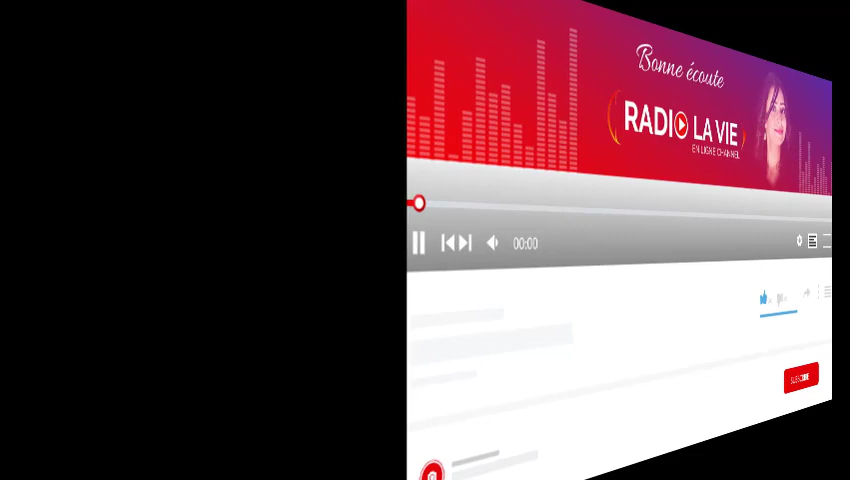 Bonne écoute
RADIO LA VIE
EN LIGNE CHANNEL
00:00
SUBSCRIBE